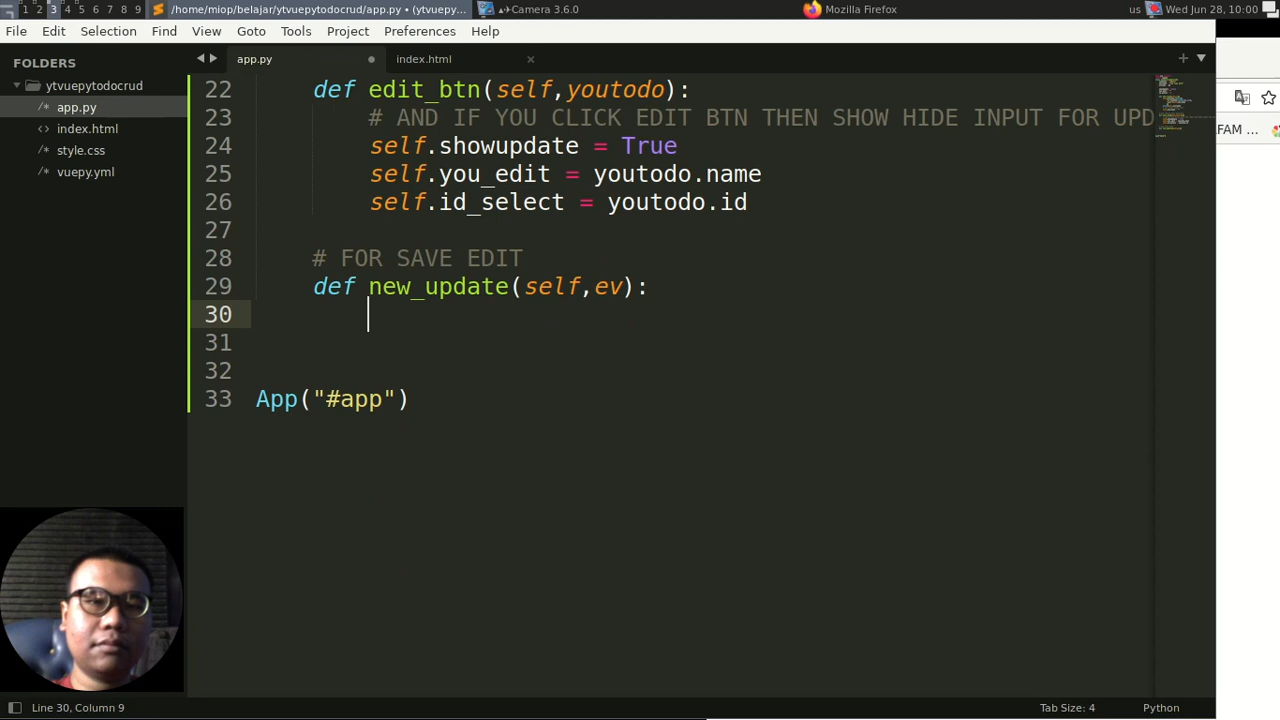 1 2 3 4 5 6 7 8 9 /home/miop/belajar/ytvuepytodocrud/app.py • (ytvuepy... Camera 3.6.0 Mozilla Firefox us Wed Jun 28, 10:00
File Edit Selection Find View Goto Tools Project Preferences Help
FOLDERS
ytvuepytodocrud
/* app.py
<> index.html
/* style.css
/* vuepy.yml
app.py index.html
22 def edit_btn(self,youtodo):
23 # AND IF YOU CLICK EDIT BTN THEN SHOW HIDE INPUT FOR UPD
24 self.showupdate = True
25 self.you_edit = youtodo.name
26 self.id_select = youtodo.id
27
28 # FOR SAVE EDIT
29 def new_update(self,ev):
30
31
32
33 App("#app")
FAM ...
Line 30, Column 9 Tab Size: 4 Python